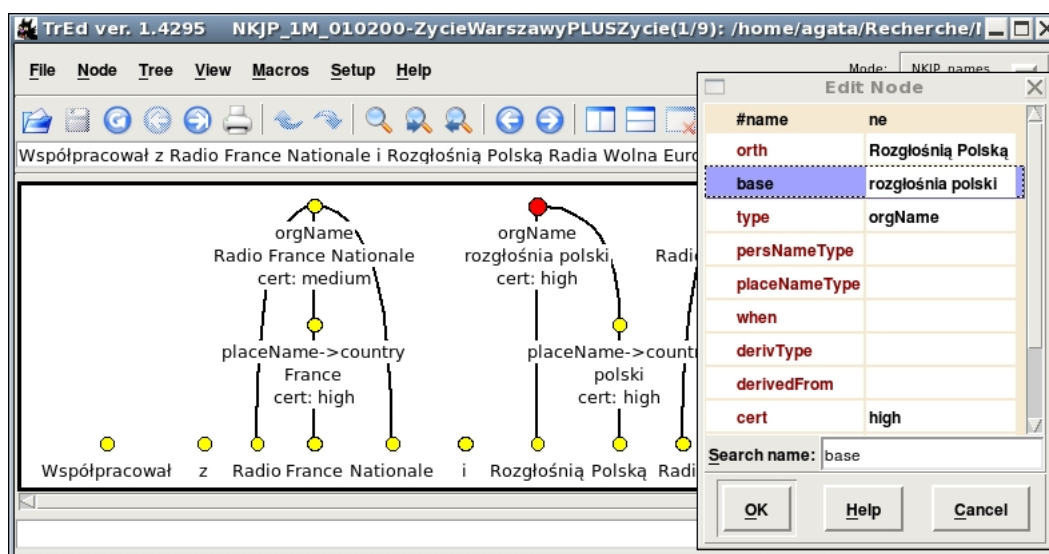 TrEd ver. 1.4295 NKJP_1M_010200-ZycieWarszawyPLUSZycie(1/9): /home/agata/Recherche/
File Node Tree View Macros Setup Help
Mode: NKJP_names
Współpracował z Radio France Nationale i Rozgłośnią Polską Radia Wolna Euro
orgName
Radio France Nationale
cert: medium
orgName
rozgłośnia polski
cert: high
Radi
placeName->country
France
cert: high
placeName->countr
polski
cert: high
Współpracował z Radio France Nationale i Rozgłośnią Polską Radi
Edit Node
#name ne
orth Rozgłośnią Polską
base rozgłośnia polski
type orgName
persNameType
placeNameType
when
derivType
derivedFrom
cert high
Search name: base
OK Help Cancel